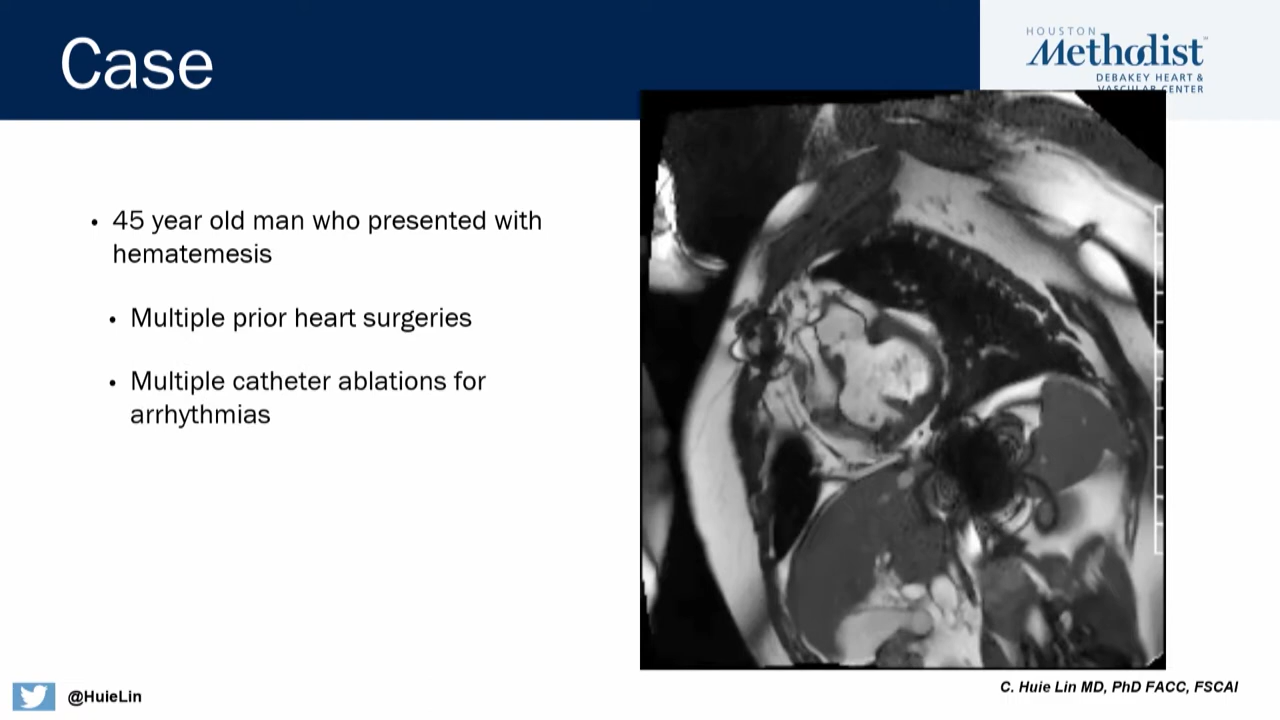 Case
HOUSTON
Methodist
DEBAKEY HEART &
VASCULAR CENTER
• 45 year old man who presented with
hematemesis
• Multiple prior heart surgeries
• Multiple catheter ablations for
arrhythmias
@HuieLin
C. Huie Lin MD, PhD FACC, FSCAI